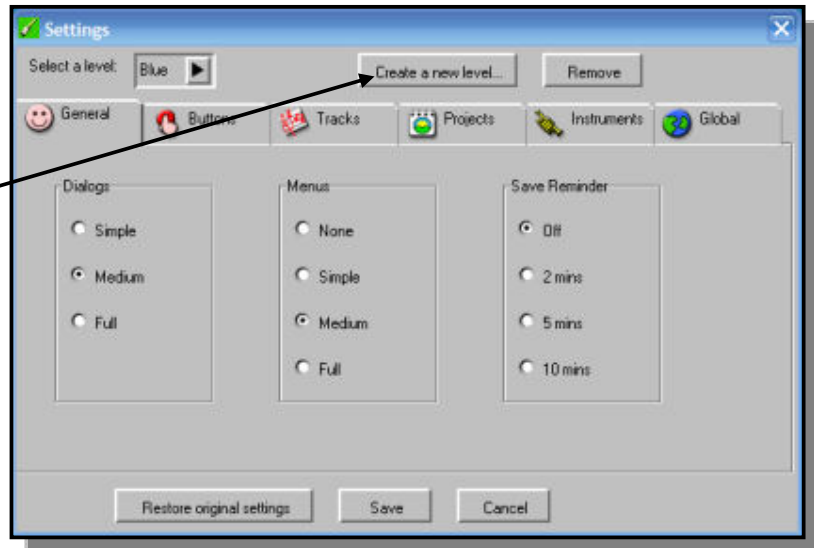 Settings
Select a level: Blue Create a new level... Remove
General Buttons Tracks Projects Instruments Global
Dialogs Menus Save Reminder
Simple None Off
Medium Simple 2 mins
Full Medium 5 mins
Full 10 mins
Restore original settings Save Cancel